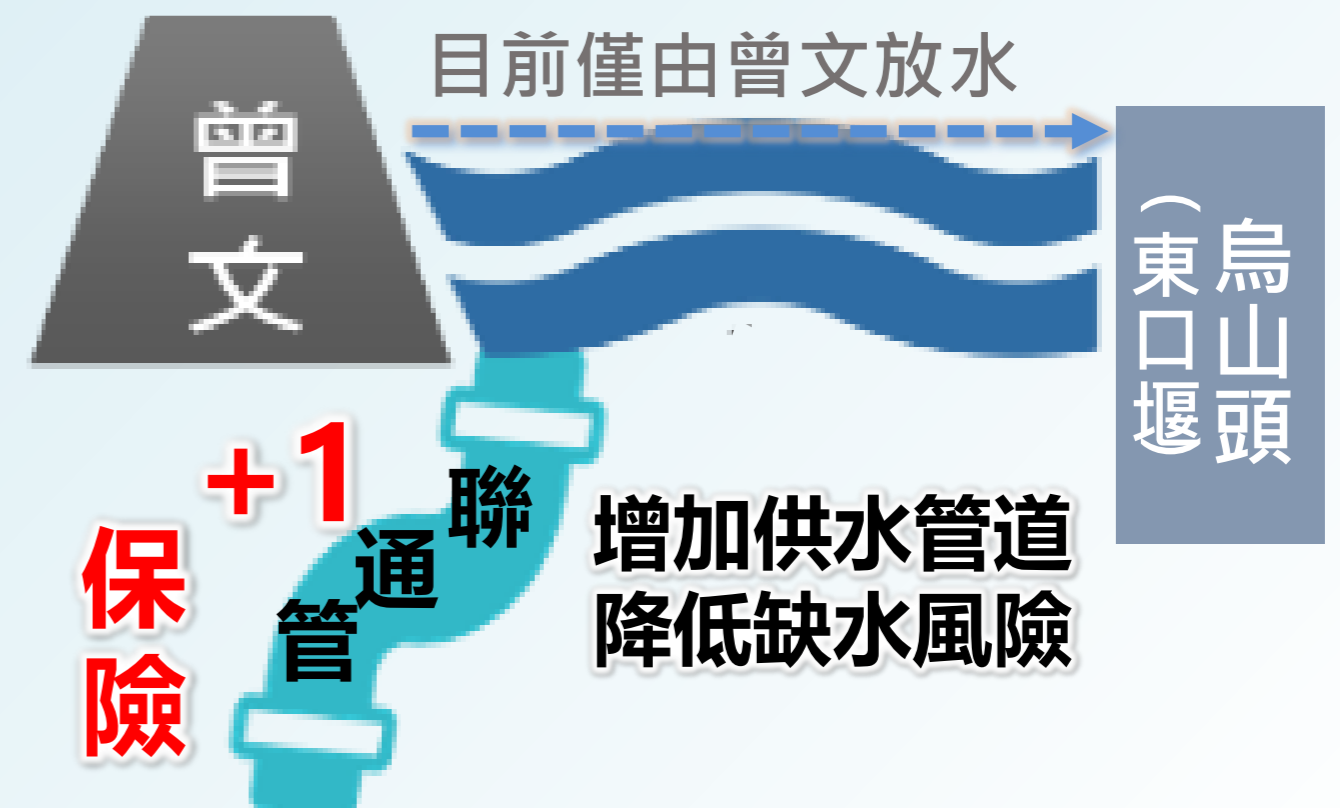 目前僅由曾文放水
曾文
烏山頭
（東口堰）
+1
保險
聯通管
增加供水管道
降低缺水風險